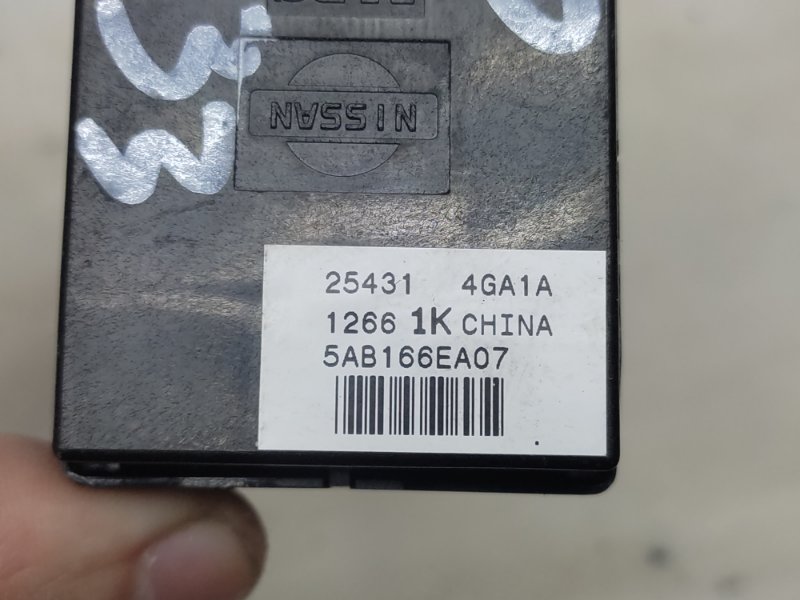 NISSAN
25431 4GA1A
1266 1K CHINA
5AB166EA07